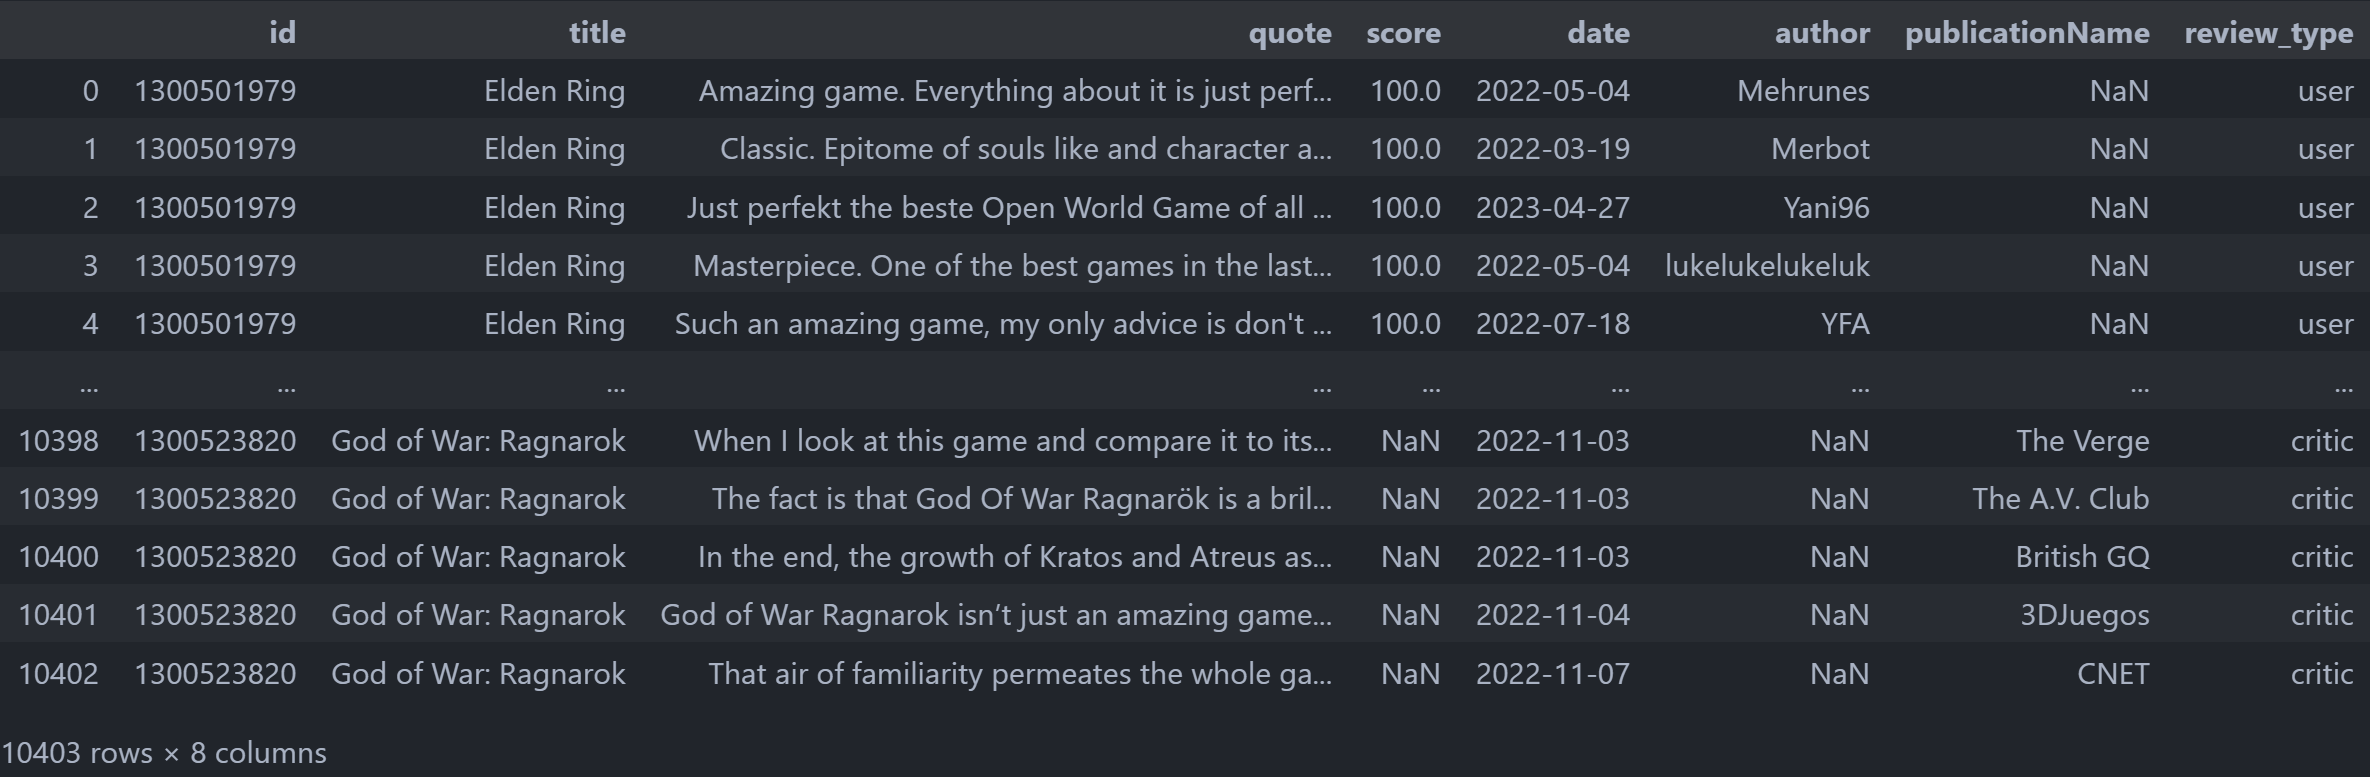 id title quote score date author publicationName review_type
0 1300501979 Elden Ring Amazing game. Everything about it is just perf... 100.0 2022-05-04 Mehrunes NaN user
1 1300501979 Elden Ring Classic. Epitome of souls like and character a... 100.0 2022-03-19 Merbot NaN user
2 1300501979 Elden Ring Just perfekt the beste Open World Game of all ... 100.0 2023-04-27 Yani96 NaN user
3 1300501979 Elden Ring Masterpiece. One of the best games in the last... 100.0 2022-05-04 lukelukelukeluk NaN user
4 1300501979 Elden Ring Such an amazing game, my only advice is don't ... 100.0 2022-07-18 YFA NaN user
... ... ... ... ... ... ... ... ...
10398 1300523820 God of War: Ragnarok When I look at this game and compare it to its... NaN 2022-11-03 NaN The Verge critic
10399 1300523820 God of War: Ragnarok The fact is that God Of War Ragnarök is a bril... NaN 2022-11-03 NaN The A.V. Club critic
10400 1300523820 God of War: Ragnarok In the end, the growth of Kratos and Atreus as... NaN 2022-11-03 NaN British GQ critic
10401 1300523820 God of War: Ragnarok God of War Ragnarok isn’t just an amazing game... NaN 2022-11-04 NaN 3DJuegos critic
10402 1300523820 God of War: Ragnarok That air of familiarity permeates the whole ga... NaN 2022-11-07 NaN CNET critic
10403 rows × 8 columns